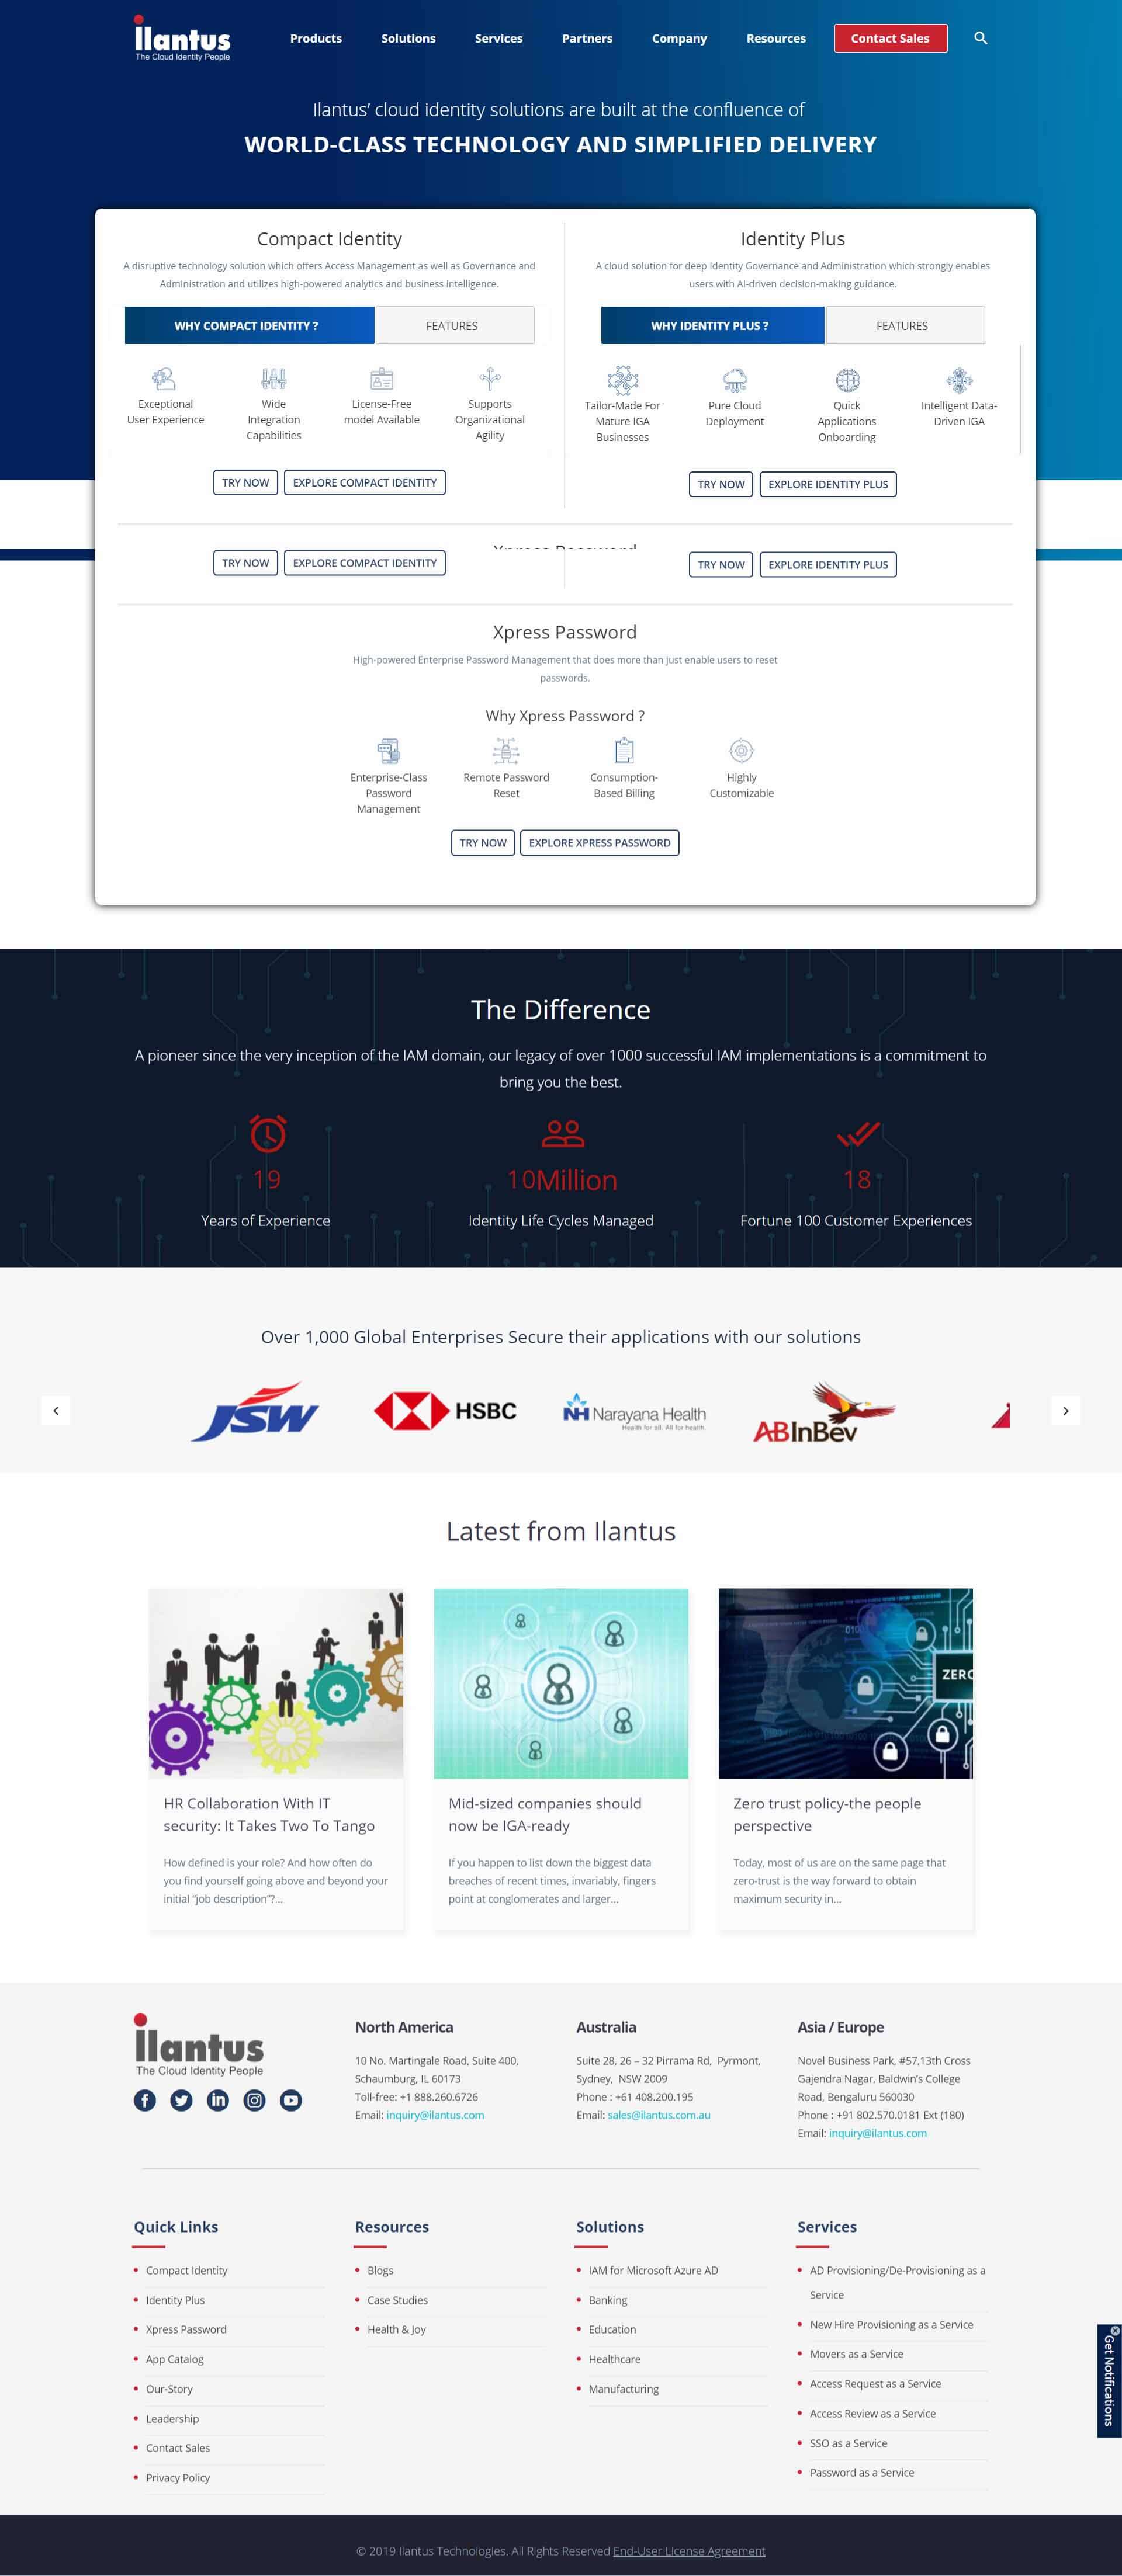 ilantus
The Cloud Identity People
Products
Solutions
Services
Partners
Company
Resources
Contact Sales
Ilantus’ cloud identity solutions are built at the confluence of
WORLD-CLASS TECHNOLOGY AND SIMPLIFIED DELIVERY
Compact Identity
A disruptive technology solution which offers Access Management as well as Governance and
Administration and utilizes high-powered analytics and business intelligence.
WHY COMPACT IDENTITY ?
FEATURES
Exceptional
User Experience
Wide
Integration
Capabilities
License-Free
model Available
Supports
Organizational
Agility
TRY NOW
EXPLORE COMPACT IDENTITY
Identity Plus
A cloud solution for deep Identity Governance and Administration which strongly enables
users with AI-driven decision-making guidance.
WHY IDENTITY PLUS ?
FEATURES
Tailor-Made For
Mature IGA
Businesses
Pure Cloud
Deployment
Quick
Applications
Onboarding
Intelligent Data-
Driven IGA
TRY NOW
EXPLORE IDENTITY PLUS
TRY NOW
EXPLORE COMPACT IDENTITY
TRY NOW
EXPLORE IDENTITY PLUS
Xpress Password
High-powered Enterprise Password Management that does more than just enable users to reset
passwords.
Why Xpress Password ?
Enterprise-Class
Password
Management
Remote Password
Reset
Consumption-
Based Billing
Highly
Customizable
TRY NOW
EXPLORE XPRESS PASSWORD
The Difference
A pioneer since the very inception of the IAM domain, our legacy of over 1000 successful IAM implementations is a commitment to
bring you the best.
19
Years of Experience
10Million
Identity Life Cycles Managed
18
Fortune 100 Customer Experiences
Over 1,000 Global Enterprises Secure their applications with our solutions
JSW
HSBC
NH Narayana Health
Health for all. All for health.
ABInBev
Latest from Ilantus
ZERO
HR Collaboration With IT
security: It Takes Two To Tango
How defined is your role? And how often do
you find yourself going above and beyond your
initial “job description”?...
Mid-sized companies should
now be IGA-ready
If you happen to list down the biggest data
breaches of recent times, invariably, fingers
point at conglomerates and larger...
Zero trust policy-the people
perspective
Today, most of us are on the same page that
zero-trust is the way forward to obtain
maximum security in...
ilantus
The Cloud Identity People
North America
10 No. Martingale Road, Suite 400,
Schaumburg, IL 60173
Toll-free: +1 888.260.6726
Email: inquiry@ilantus.com
Australia
Suite 28, 26 – 32 Pirrama Rd, Pyrmont,
Sydney, NSW 2009
Phone : +61 408.200.195
Email: sales@ilantus.com.au
Asia / Europe
Novel Business Park, #57,13th Cross
Gajendra Nagar, Baldwin’s College
Road, Bengaluru 560030
Phone : +91 802.570.0181 Ext (180)
Email: inquiry@ilantus.com
Quick Links
Compact Identity
Identity Plus
Xpress Password
App Catalog
Our-Story
Leadership
Contact Sales
Privacy Policy
Resources
Blogs
Case Studies
Health & Joy
Solutions
IAM for Microsoft Azure AD
Banking
Education
Healthcare
Manufacturing
Services
AD Provisioning/De-Provisioning as a
Service
New Hire Provisioning as a Service
Movers as a Service
Access Request as a Service
Access Review as a Service
SSO as a Service
Password as a Service
Get Notifications
© 2019 Ilantus Technologies. All Rights Reserved End-User License Agreement